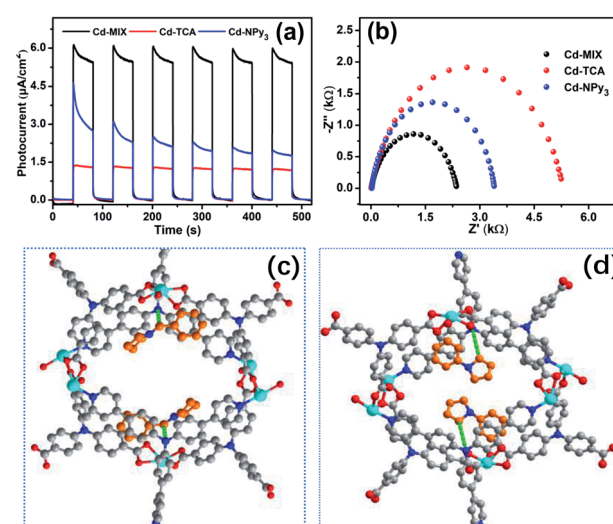 Cd-MIX Cd-TCA Cd-NPy₃
(a)
Photocurrent (μA/cm²)
6.0
4.5
3.0
1.5
0.0
0 100 200 300 400 500
Time (s)
(b)
Cd-MIX
Cd-TCA
Cd-NPy₃
-Z'' (kΩ)
2.5
2.0
1.5
1.0
0.5
0.0
0.0 1.5 3.0 4.5 6.0
Z' (kΩ)
(c)
(d)